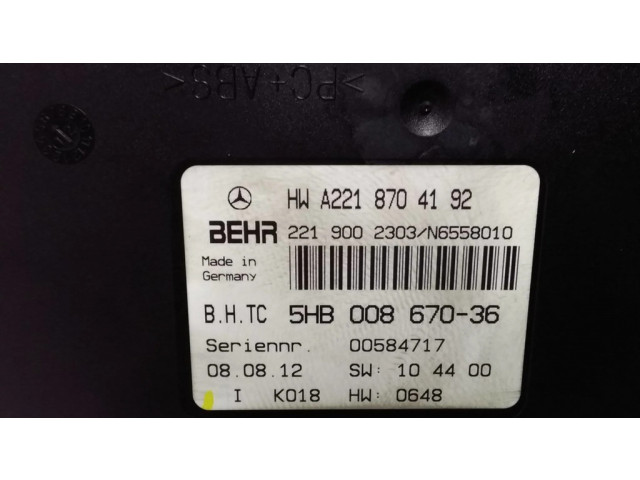 >PC+ABS<
HW A221 870 41 92
BEHR 221 900 2303/N6558010
Made in
Germany
B.H.TC 5HB 008 670-36
Seriennr. 00584717
08.08.12 SW: 10 44 00
I K018 HW: 0648